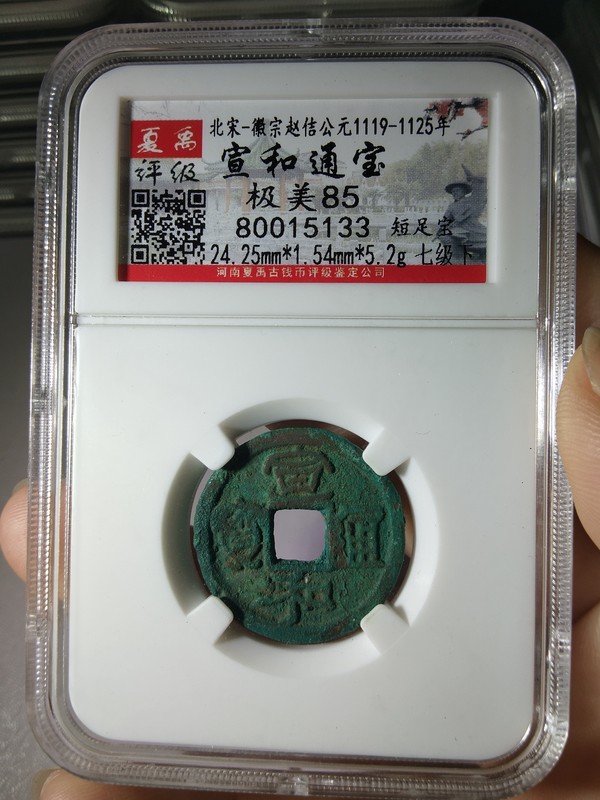 夏禹
评级
北宋-徽宗赵佶公元1119-1125年
宣和通宝
极美85
80015133 短足宝
24.25mm*1.54mm*5.2g 七级下
河南夏禹古钱币评级鉴定公司
宣和通寳